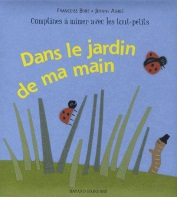 Comptines à mimer avec les tout-petits
Dans le jardin
de ma main